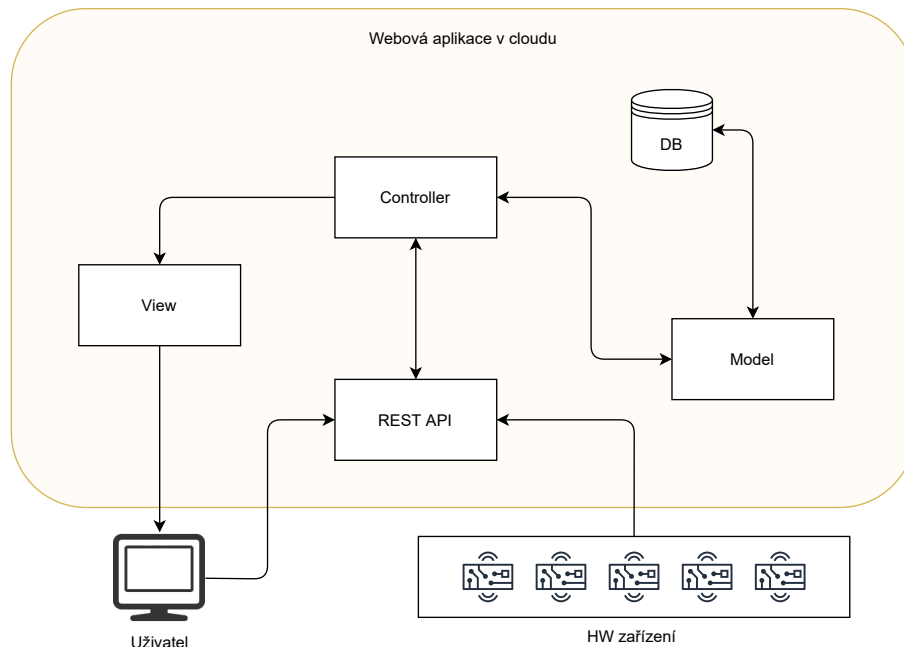 Webová aplikace v cloudu
DB
Controller
View
Model
REST API
Uživatel
HW zařízení